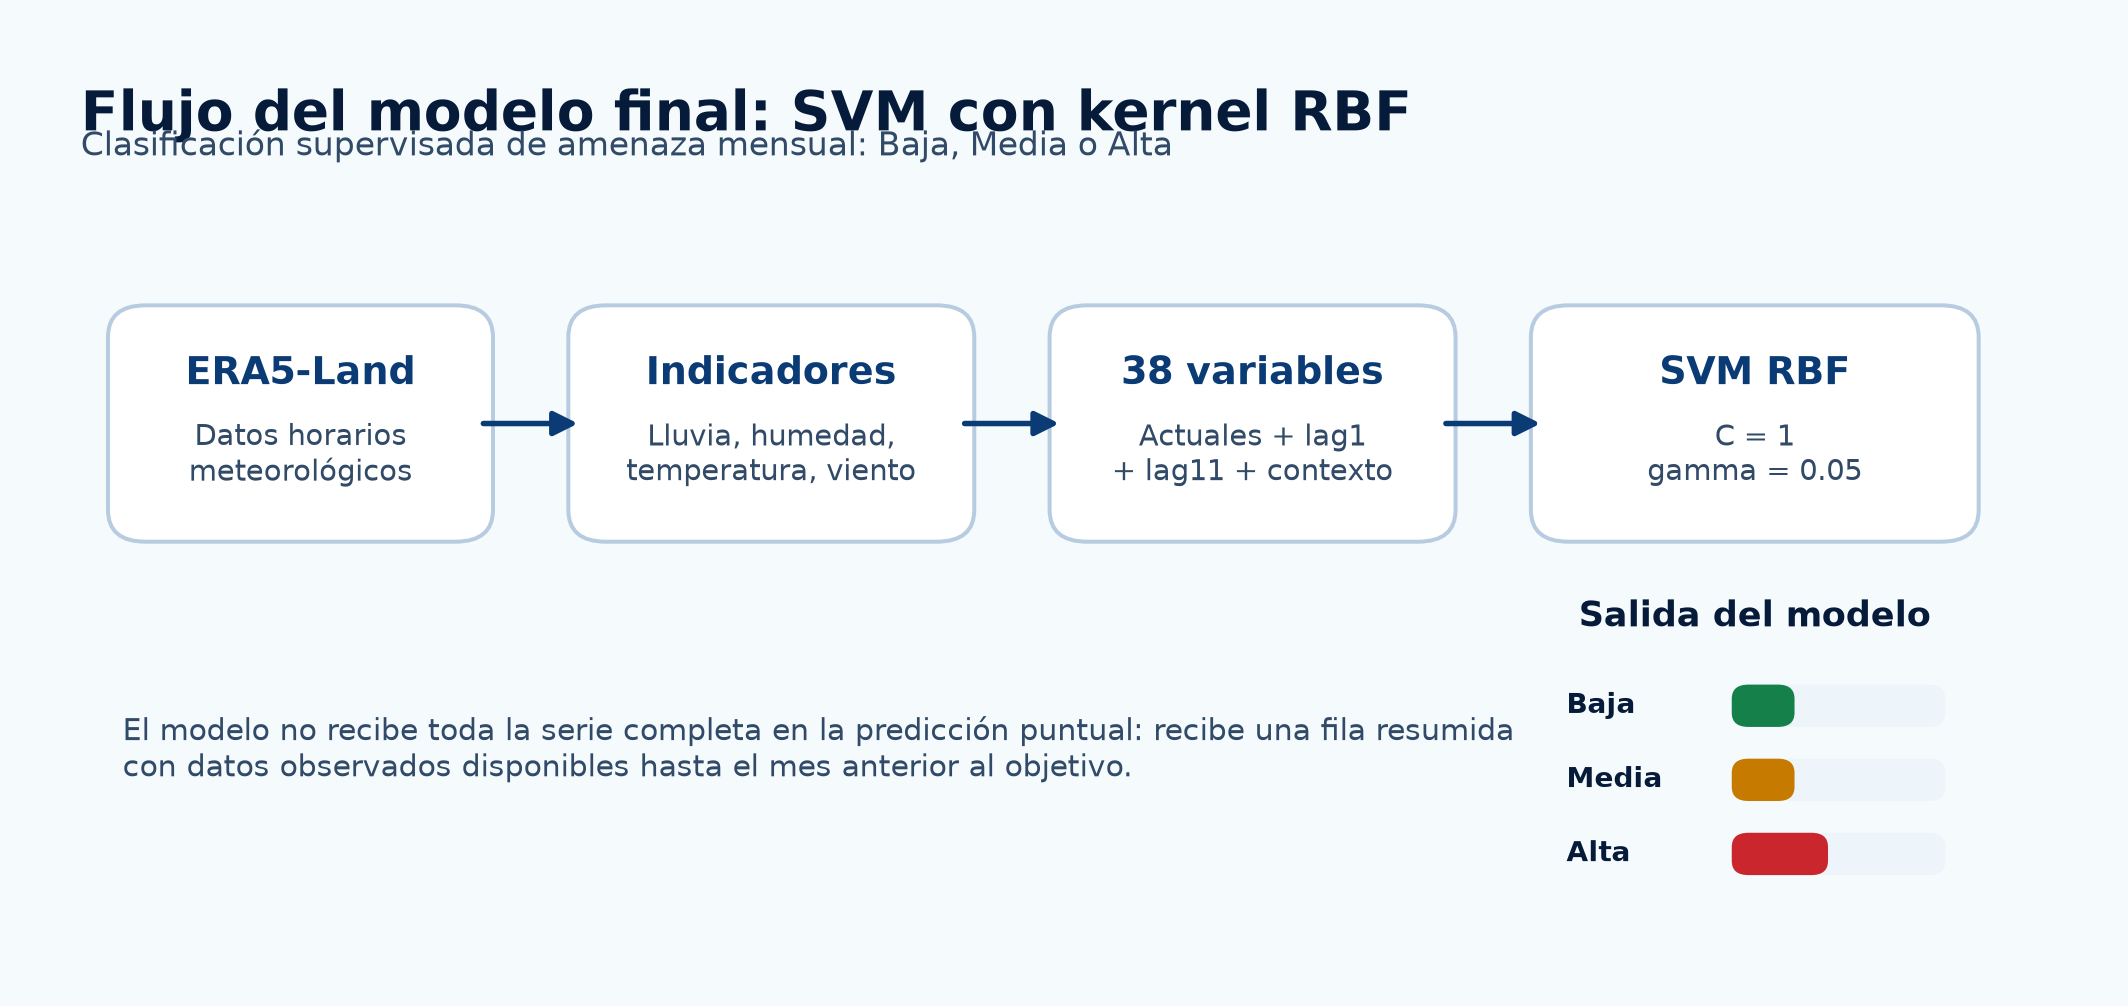 Flujo del modelo final: SVM con kernel RBF
Clasificación supervisada de amenaza mensual: Baja, Media o Alta
ERA5-Land
Datos horarios
meteorológicos
Indicadores
Lluvia, humedad,
temperatura, viento
38 variables
Actuales + lag1
+ lag11 + contexto
SVM RBF
C = 1
gamma = 0.05
El modelo no recibe toda la serie completa en la predicción puntual: recibe una fila resumida
con datos observados disponibles hasta el mes anterior al objetivo.
Salida del modelo
Baja
Media
Alta